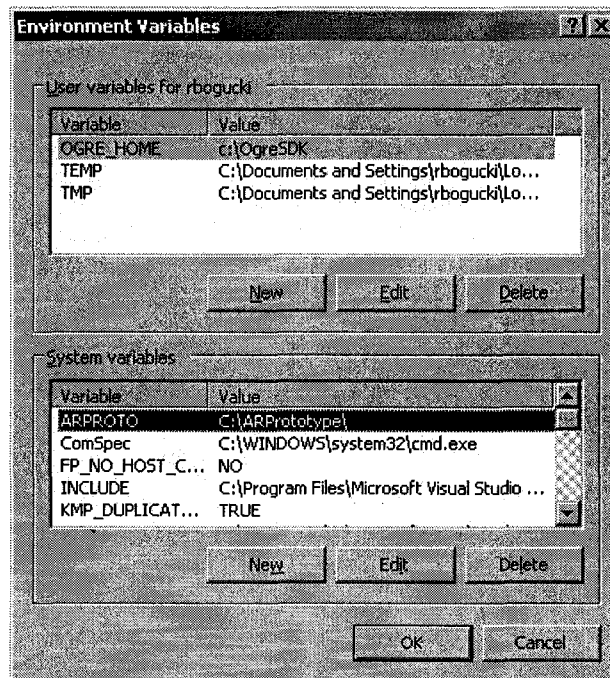 Environment Variables
User variables for rbogucki
Variable Value
OGRE_HOME c:\OgreSDK
TEMP C:\Documents and Settings\rbogucki\Lo...
TMP C:\Documents and Settings\rbogucki\Lo...
New Edit Delete
System variables
Variable Value
ARPROTO C:\ARPrototype\
ComSpec C:\WINDOWS\system32\cmd.exe
FP_NO_HOST_C... NO
INCLUDE C:\Program Files\Microsoft Visual Studio ...
KMP_DUPLICAT... TRUE
New Edit Delete
OK Cancel